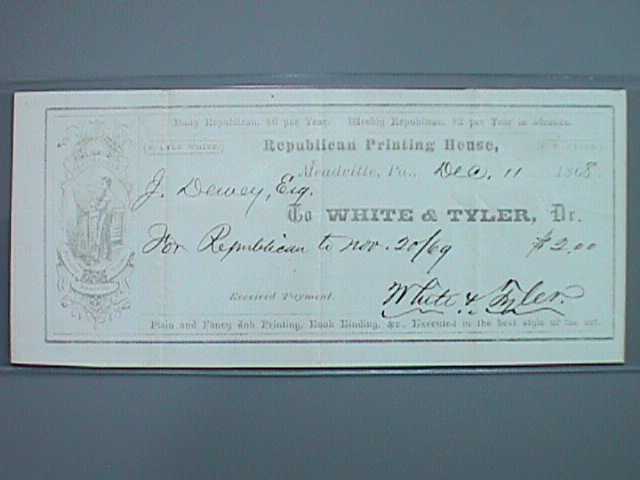 Daily Republican, $6 per Year. Weekly Republican, $2 per Year in Advance.
WHITE
Republican Printing House,
Meadville, Pa., Dec. 11 1868
J. Dewey, Esq.
To WHITE & TYLER, Dr.
For Republican to Nov. 20/69 $2.00
Received Payment, White & Tyler.
Plain and Fancy Job Printing, Book Binding, &c., Executed in the best style of the art.